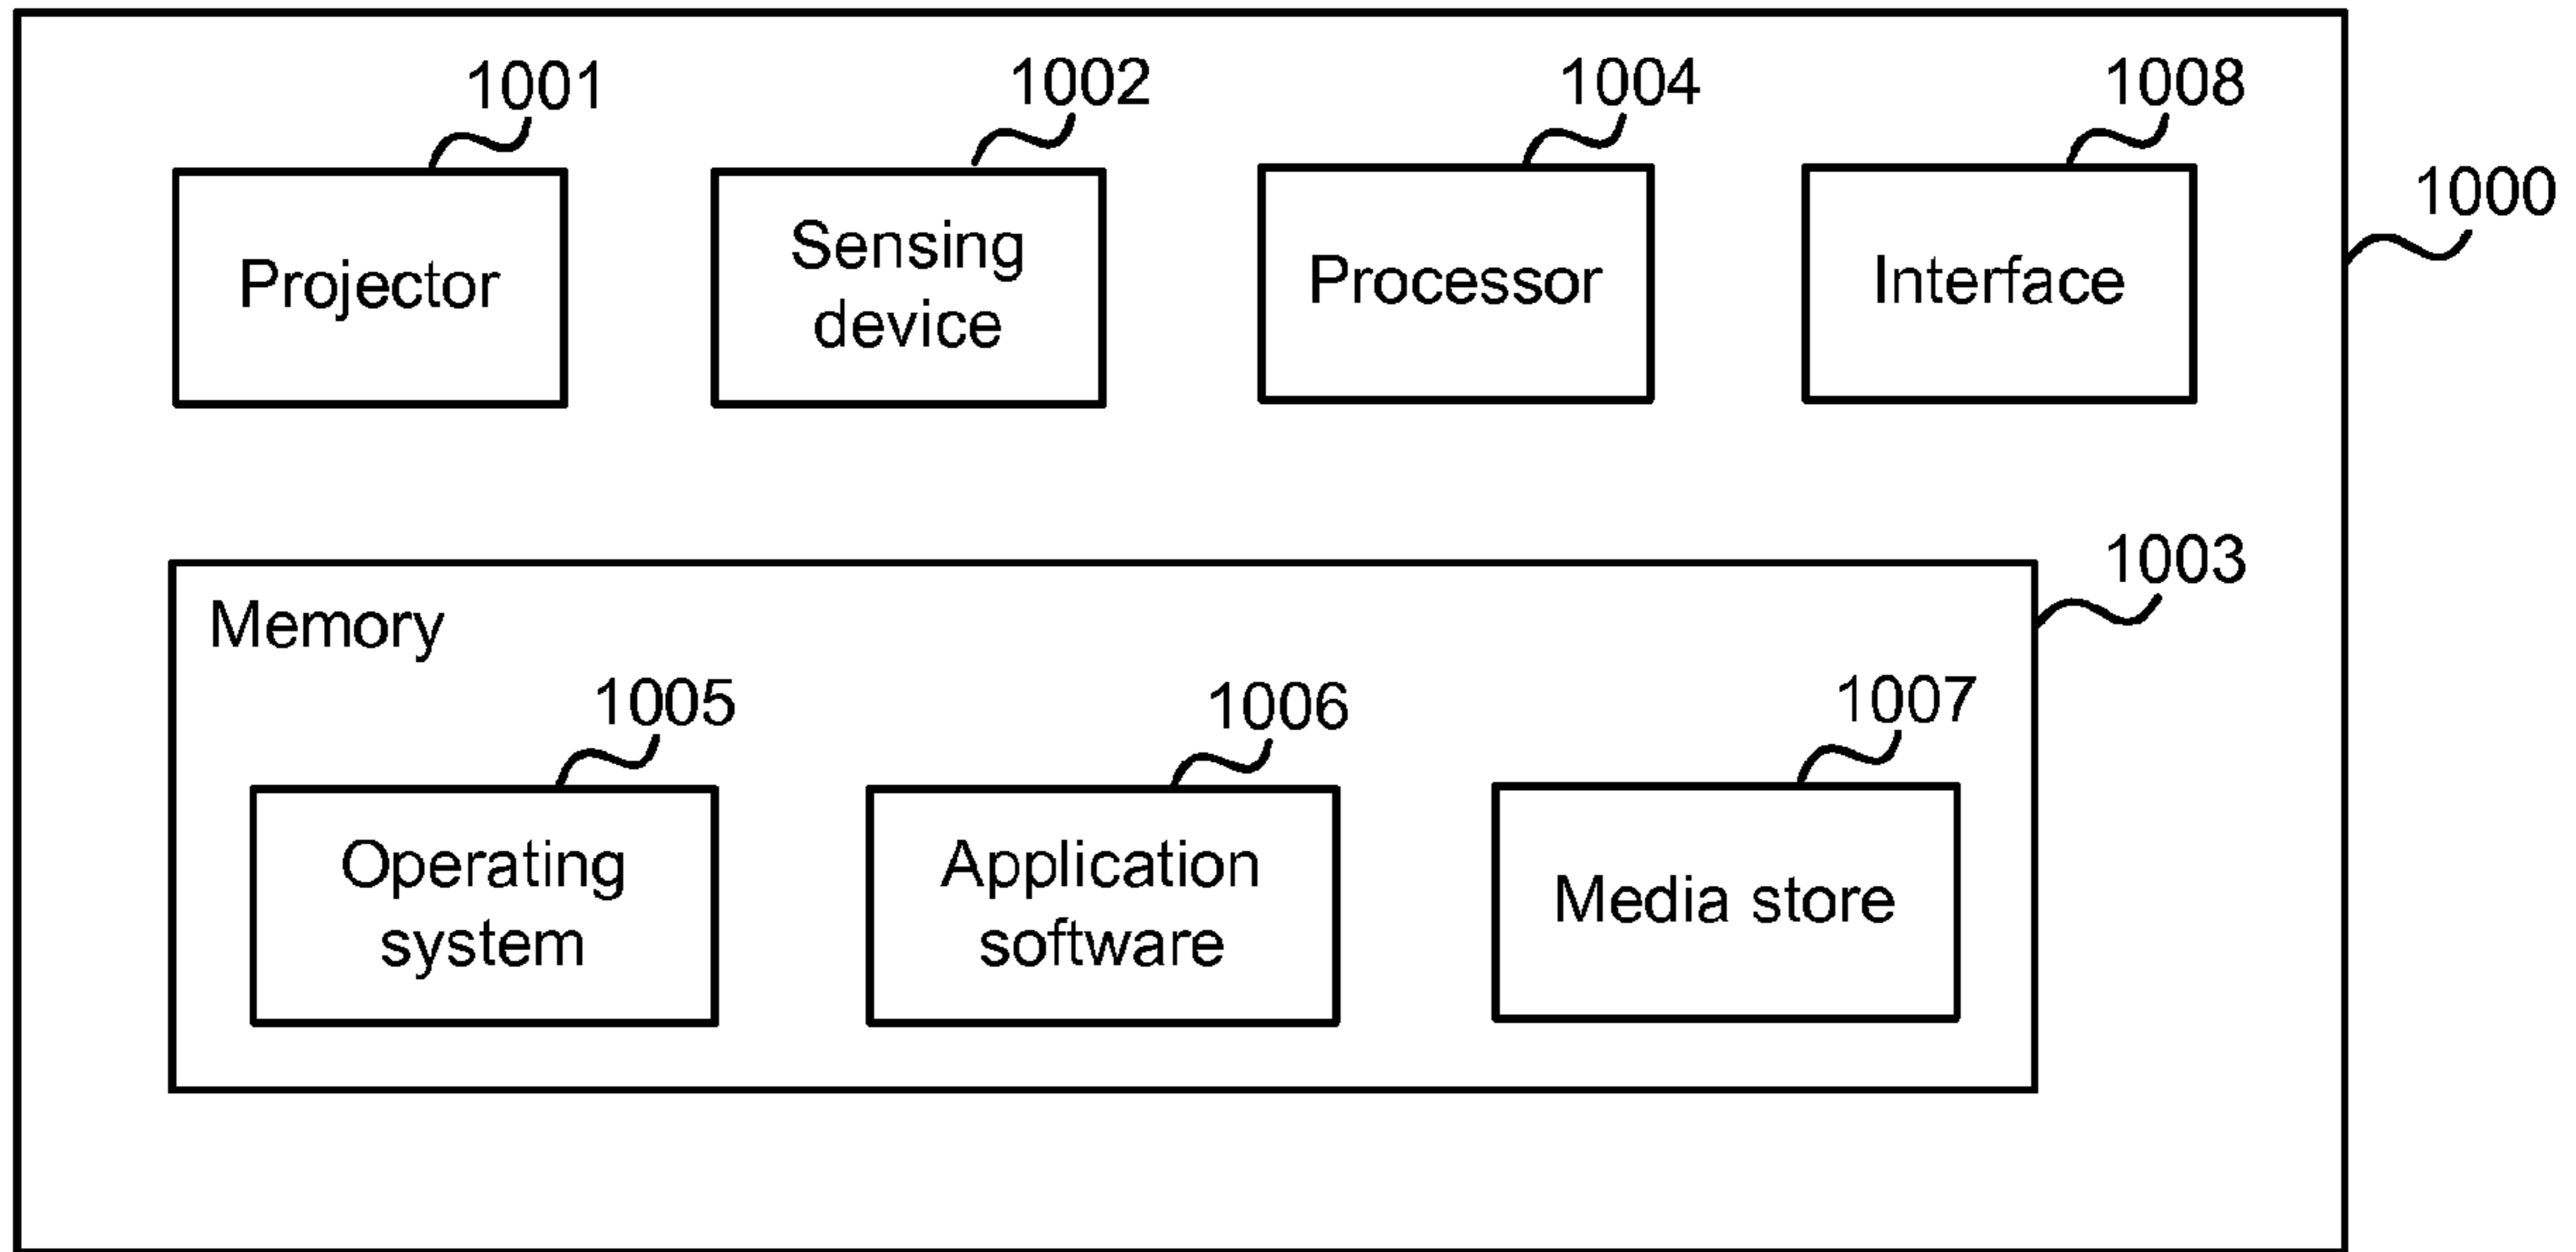 1001
1002
1004
1008
1000
Projector
Sensing
device
Processor
Interface
1003
Memory
1005
1006
1007
Operating
system
Application
software
Media store